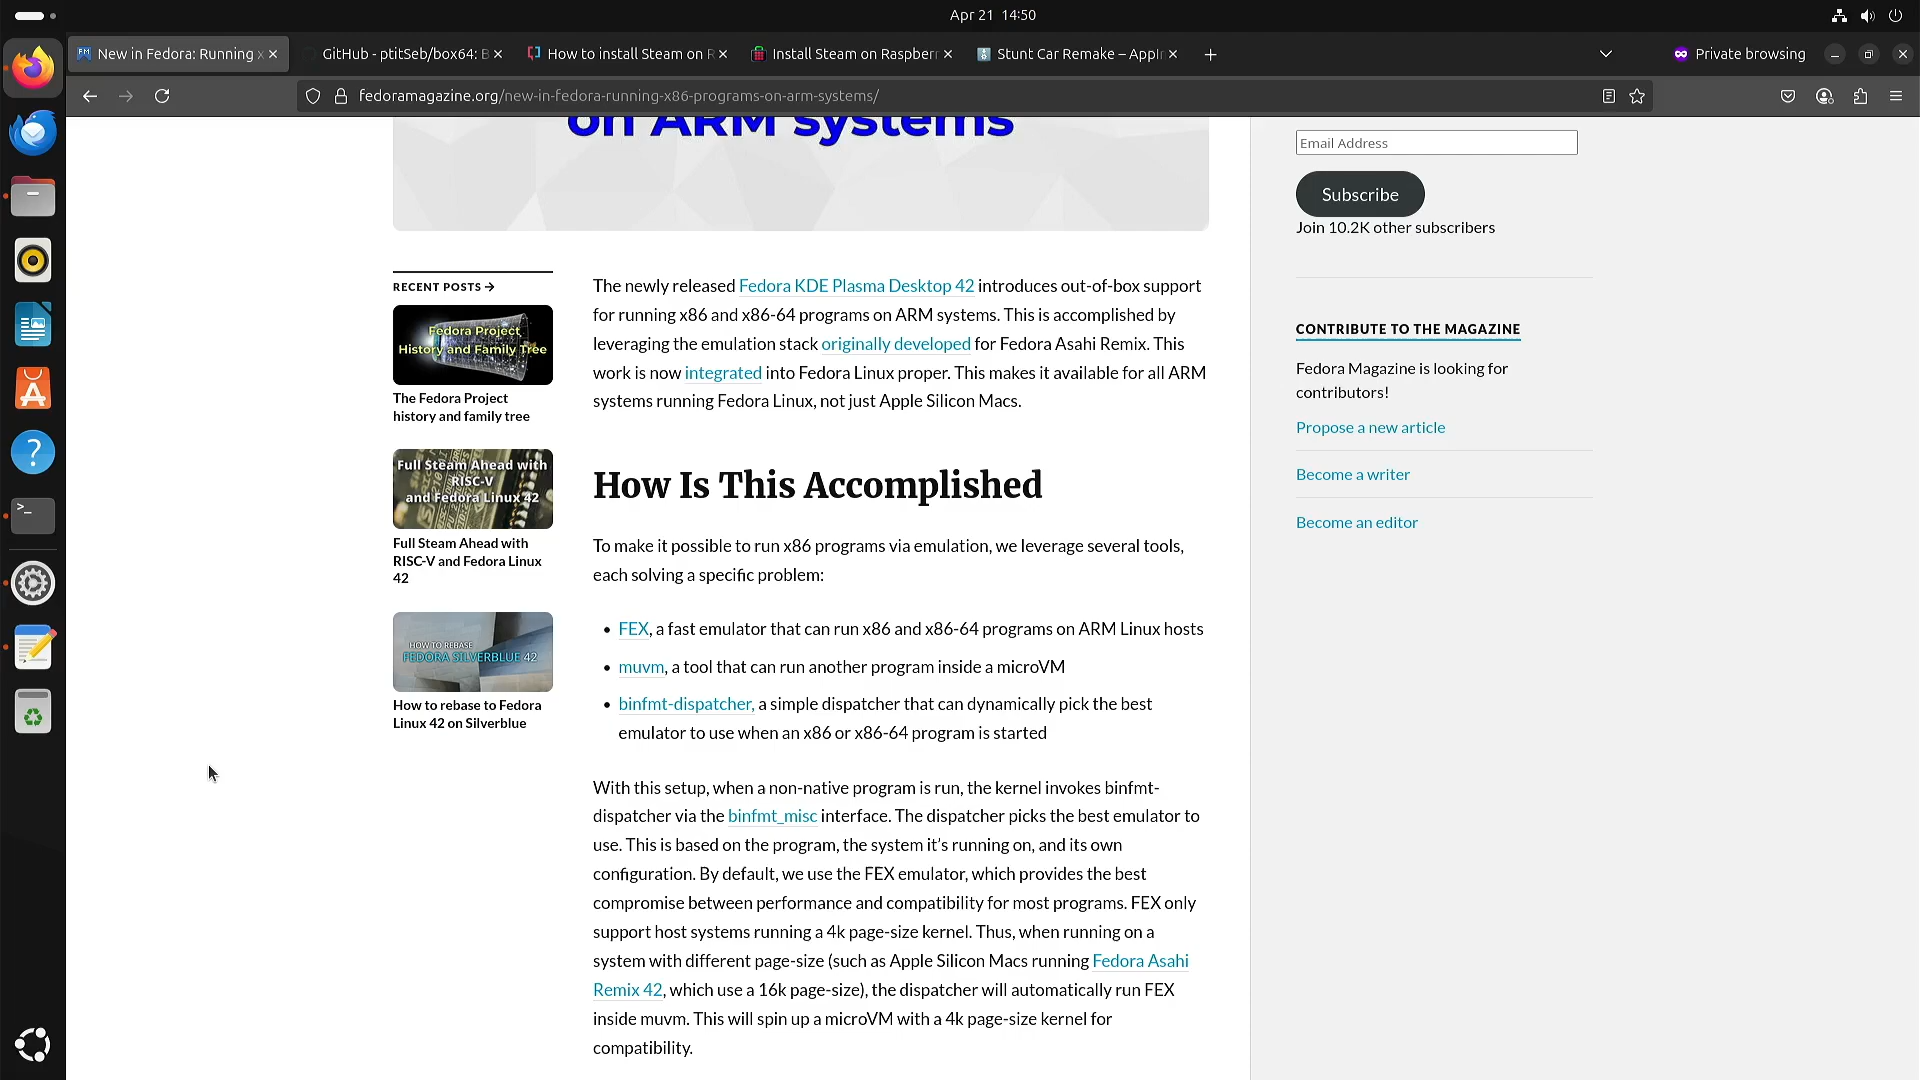 Apr 21 14:50
New in Fedora: Running x
GitHub - ptitSeb/box64: B
How to install Steam on R
Install Steam on Raspberr
Stunt Car Remake – AppIm
Private browsing
fedoramagazine.org/new-in-fedora-running-x86-programs-on-arm-systems/
on ARM systems
RECENT POSTS →
Fedora Project
History and Family Tree
The Fedora Project
history and family tree
Full Steam Ahead with
RISC-V
and Fedora Linux 42
Full Steam Ahead with
RISC-V and Fedora Linux
42
HOW TO REBASE
FEDORA SILVERBLUE 42
How to rebase to Fedora
Linux 42 on Silverblue
The newly released Fedora KDE Plasma Desktop 42 introduces out-of-box support
for running x86 and x86-64 programs on ARM systems. This is accomplished by
leveraging the emulation stack originally developed for Fedora Asahi Remix. This
work is now integrated into Fedora Linux proper. This makes it available for all ARM
systems running Fedora Linux, not just Apple Silicon Macs.
How Is This Accomplished
To make it possible to run x86 programs via emulation, we leverage several tools,
each solving a specific problem:
• FEX, a fast emulator that can run x86 and x86-64 programs on ARM Linux hosts
• muvm, a tool that can run another program inside a microVM
• binfmt-dispatcher, a simple dispatcher that can dynamically pick the best
emulator to use when an x86 or x86-64 program is started
With this setup, when a non-native program is run, the kernel invokes binfmt-
dispatcher via the binfmt_misc interface. The dispatcher picks the best emulator to
use. This is based on the program, the system it's running on, and its own
configuration. By default, we use the FEX emulator, which provides the best
compromise between performance and compatibility for most programs. FEX only
support host systems running a 4k page-size kernel. Thus, when running on a
system with different page-size (such as Apple Silicon Macs running Fedora Asahi
Remix 42, which use a 16k page-size), the dispatcher will automatically run FEX
inside muvm. This will spin up a microVM with a 4k page-size kernel for
compatibility.
Email Address
Subscribe
Join 10.2K other subscribers
CONTRIBUTE TO THE MAGAZINE
Fedora Magazine is looking for
contributors!
Propose a new article
Become a writer
Become an editor